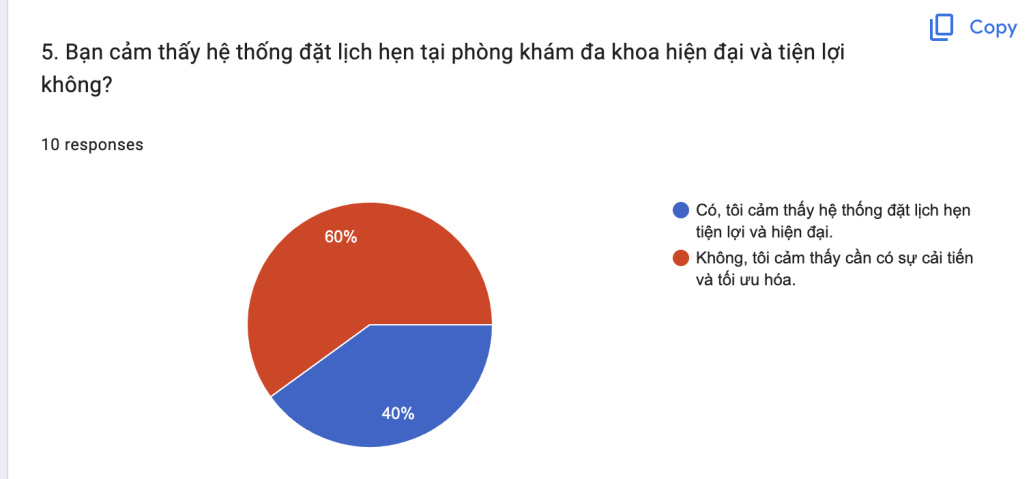 Copy
5. Bạn cảm thấy hệ thống đặt lịch hẹn tại phòng khám đa khoa hiện đại và tiện lợi
không?
10 responses
60%
40%
Có, tôi cảm thấy hệ thống đặt lịch hẹn
tiện lợi và hiện đại.
Không, tôi cảm thấy cần có sự cải tiến
và tối ưu hóa.